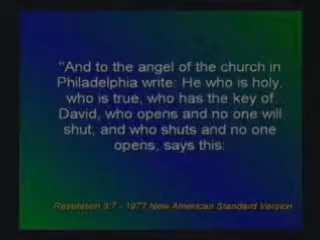 "And to the angel of the church in
Philadelphia write: He who is holy,
who is true, who has the key of
David, who opens and no one will
shut, and who shuts and no one
opens, says this:
Revelation 3:7 - 1977 New American Standard Version